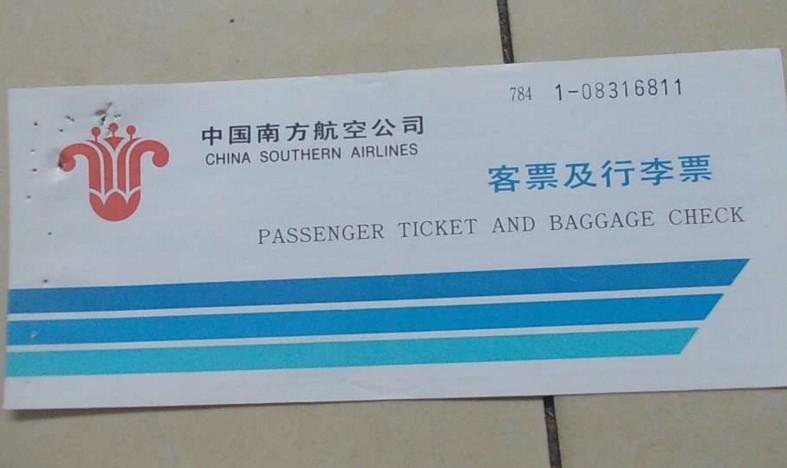 784 1-08316811
中国南方航空公司
CHINA SOUTHERN AIRLINES
客票及行李票
PASSENGER TICKET AND BAGGAGE CHECK